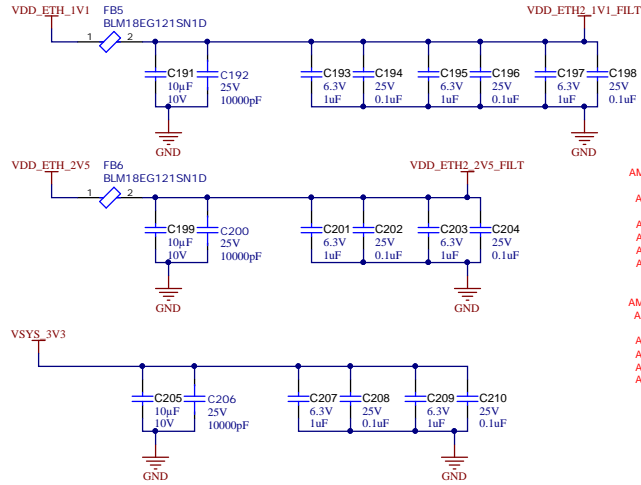 VDD_ETH_1V1 FB5 VDD_ETH2_1V1_FILT
BLM18EG121SN1D
1 2
C191 C192 C193 C194 C195 C196 C197 C198
10µF 25V 6.3V 25V 6.3V 25V 6.3V 25V
10V 10000pF 1uF 0.1uF 1uF 0.1uF 1uF 0.1uF
GND GND
VDD_ETH_2V5 FB6 VDD_ETH2_2V5_FILT
BLM18EG121SN1D
1 2
C199 C200 C201 C202 C203 C204
10µF 25V 6.3V 25V 6.3V 25V
10V 10000pF 1uF 0.1uF 1uF 0.1uF
GND GND
VSYS_3V3
C205 C206 C207 C208 C209 C210
10µF 25V 6.3V 25V 6.3V 25V
10V 10000pF 1uF 0.1uF 1uF 0.1uF
GND GND
AM
A
A
A
A
A
AM
A
A
A
A
A